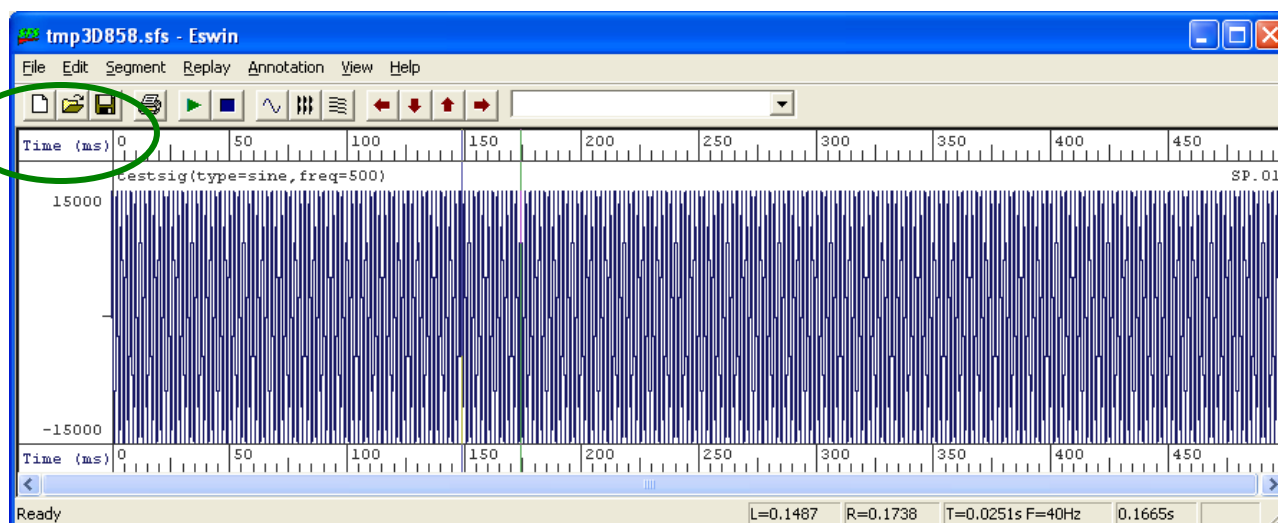 tmp3D858.sfs - Eswin
File Edit Segment Replay Annotation View Help
Time (ms) 0 50 100 150 200 250 300 350 400 450
testsig(type=sine,freq=500) SP.01
15000
-15000
Time (ms) 0 50 100 150 200 250 300 350 400 450
Ready L=0.1487 R=0.1738 T=0.0251s F=40Hz 0.1665s